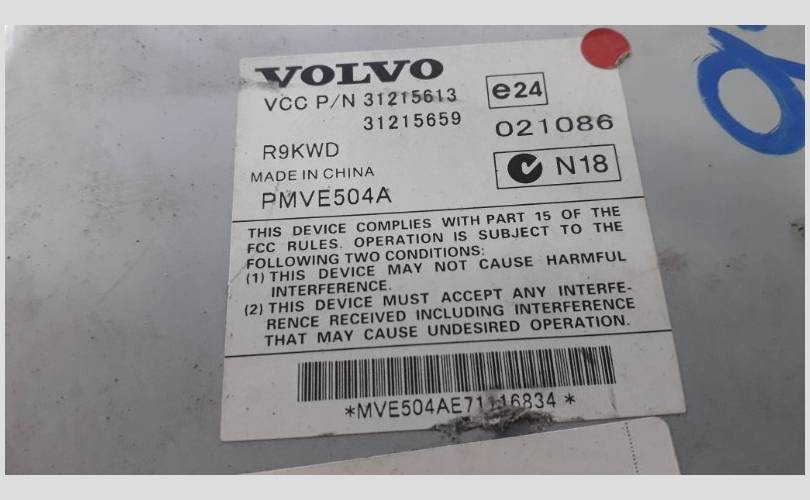 VOLVO
VCC P/N 31215613
31215659
e24
021086
R9KWD
MADE IN CHINA
N18
PMVE504A
THIS DEVICE COMPLIES WITH PART 15 OF THE
FCC RULES. OPERATION IS SUBJECT TO THE
FOLLOWING TWO CONDITIONS:
(1) THIS DEVICE MAY NOT CAUSE HARMFUL
INTERFERENCE.
(2) THIS DEVICE MUST ACCEPT ANY INTERFE-
RENCE RECEIVED INCLUDING INTERFERENCE
THAT MAY CAUSE UNDESIRED OPERATION.
*MVE504AE71116834*